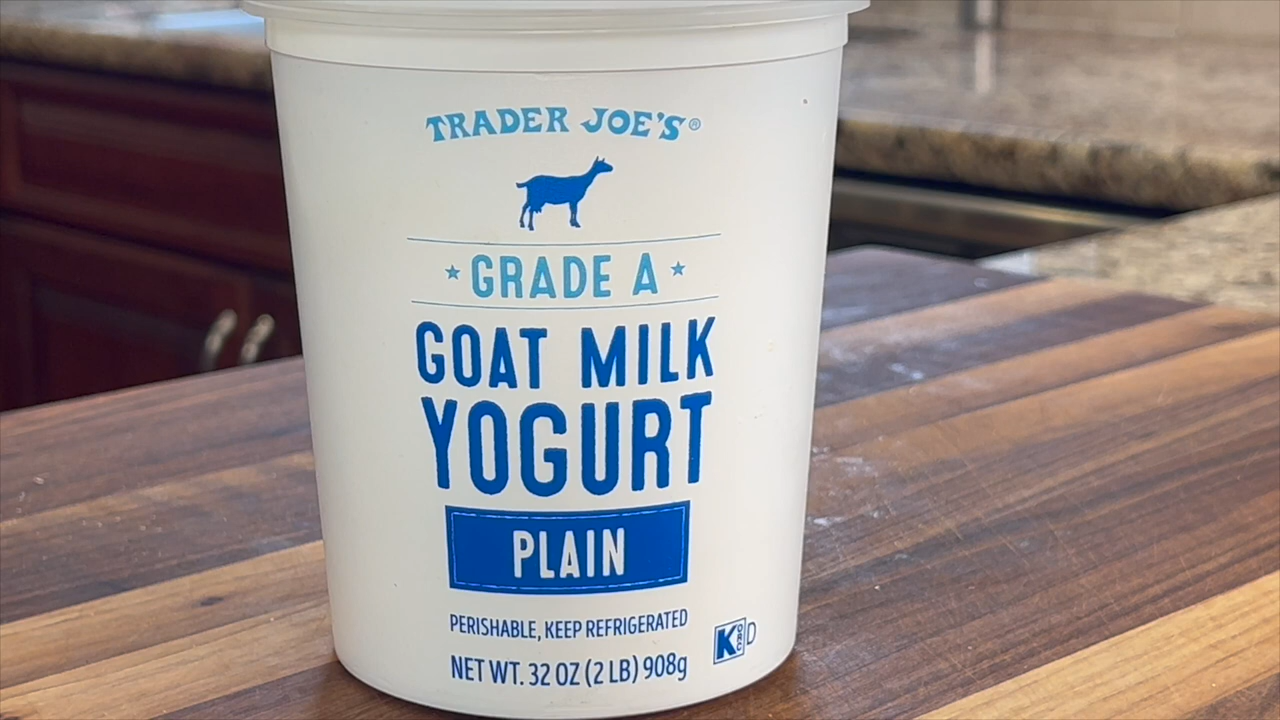 TRADER JOE'S®
GRADE A
GOAT MILK
YOGURT
PLAIN
PERISHABLE, KEEP REFRIGERATED
K D
NET WT. 32 OZ (2 LB) 908g